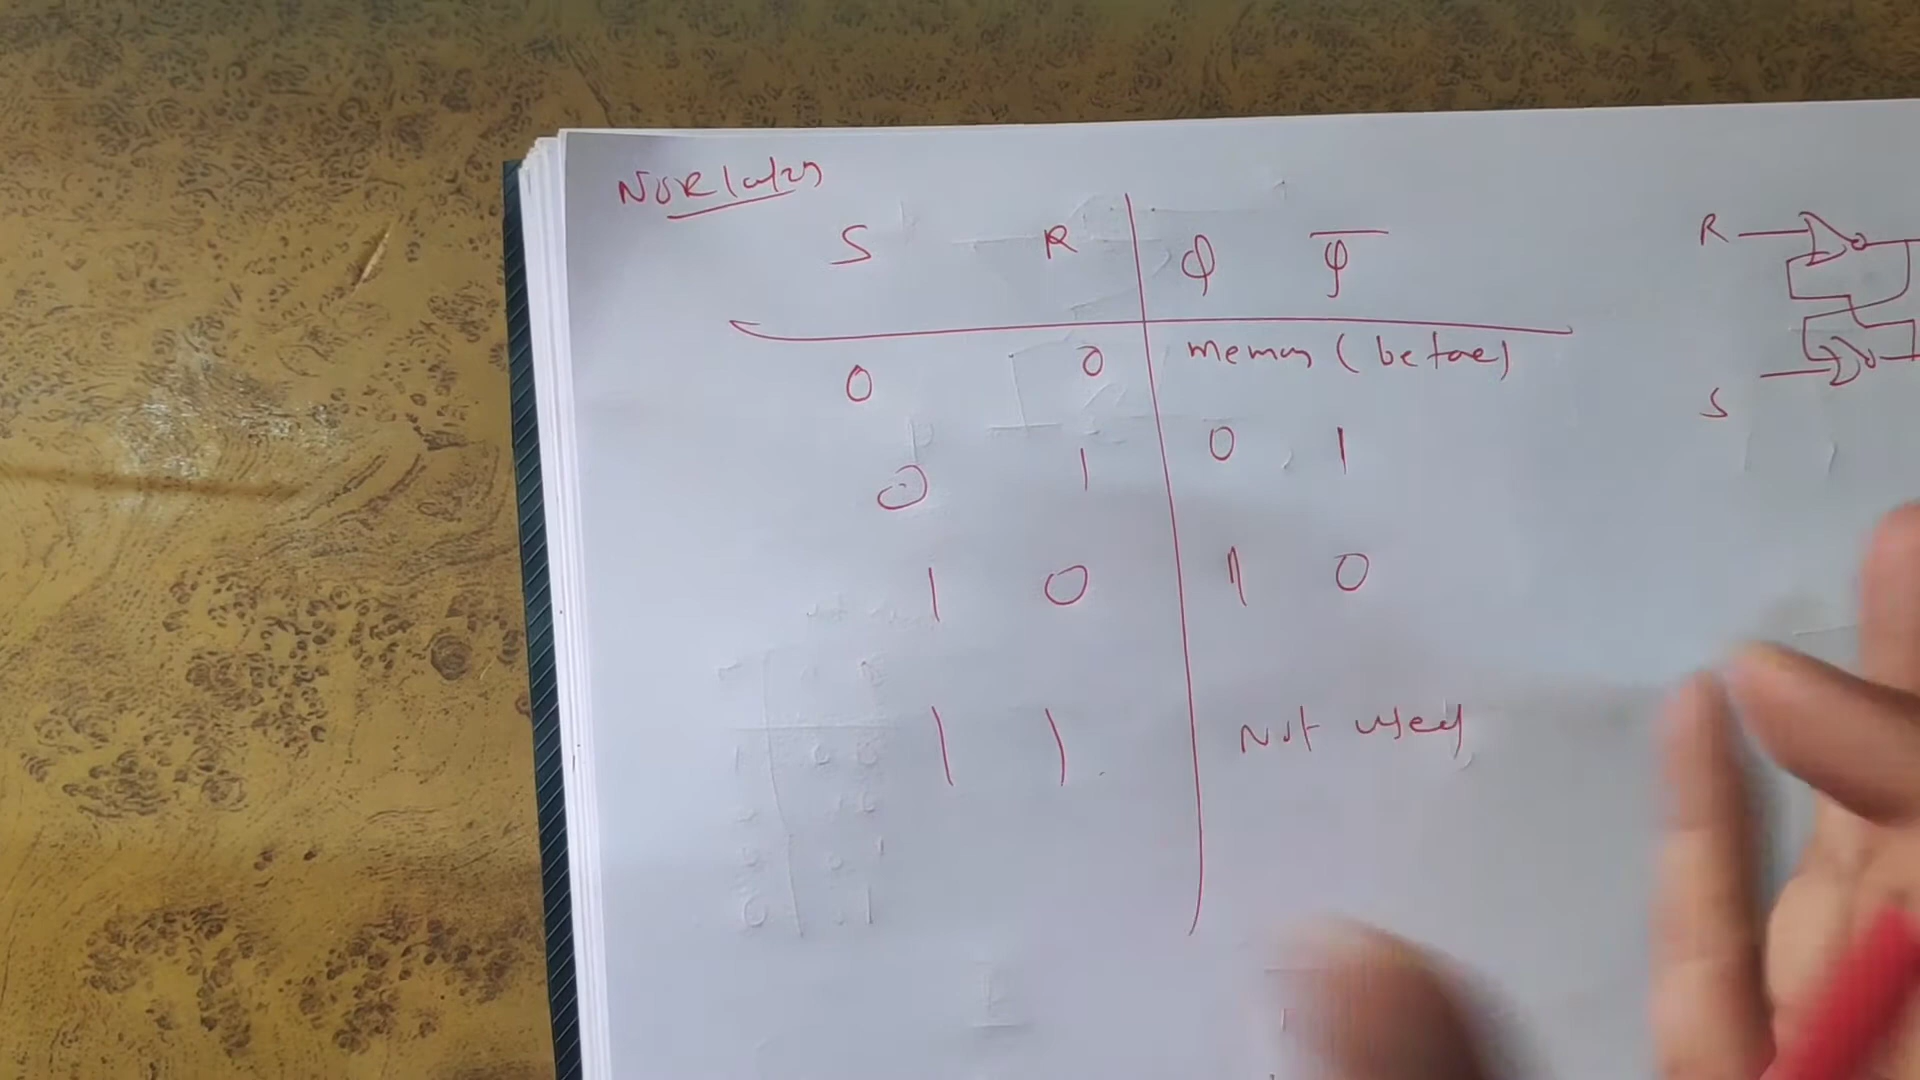 NOR latch
S R Q Q̅
0 0 memory (before)
0 1 0, 1
1 0 1 0
1 1 Not used
R
S